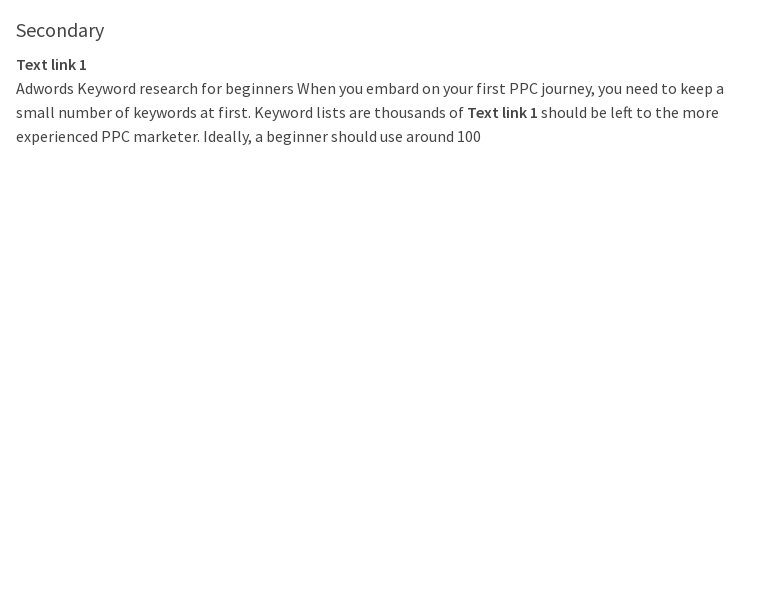 Secondary
Text link 1
Adwords Keyword research for beginners When you embard on your first PPC journey, you need to keep a
small number of keywords at first. Keyword lists are thousands of Text link 1 should be left to the more
experienced PPC marketer. Ideally, a beginner should use around 100